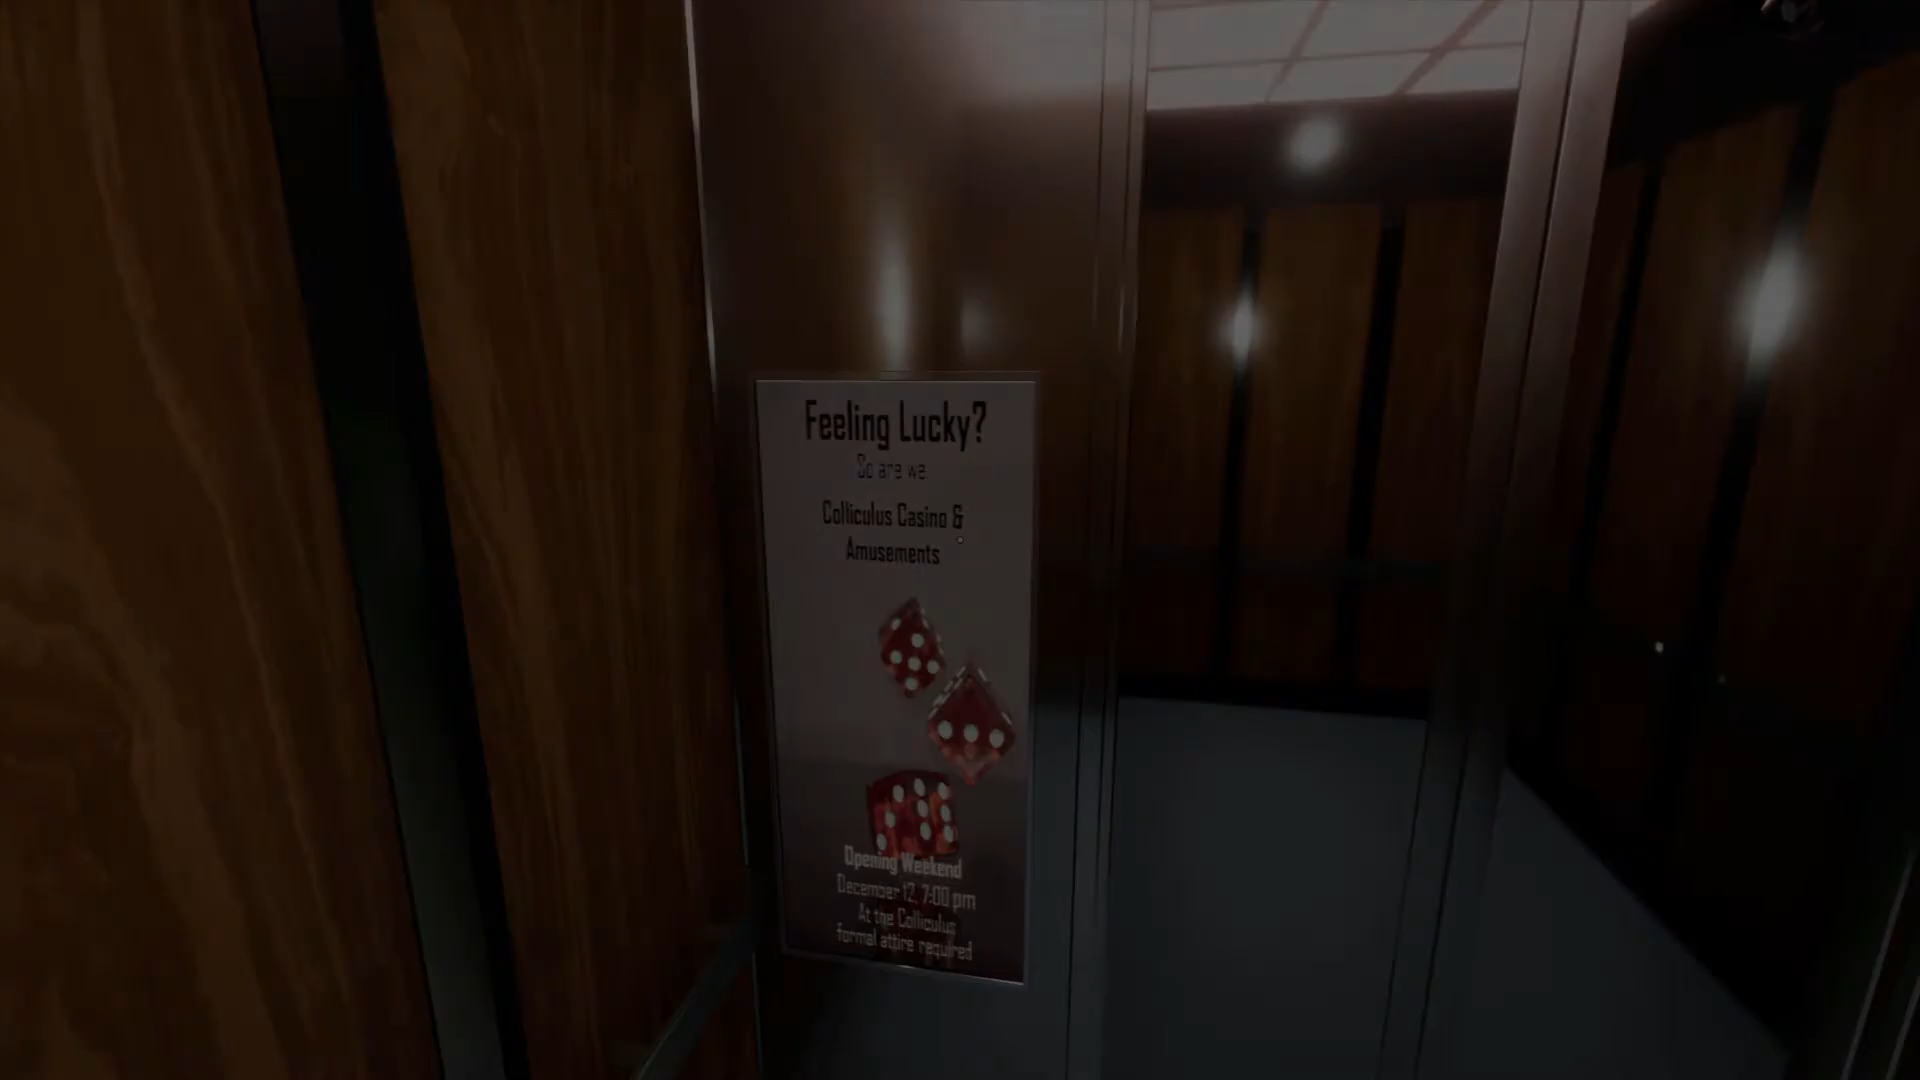 Feeling Lucky?
So are we
Colliculus Casino &
Amusements
Opening Weekend
December 12, 7:00 pm
At the Colliculus
formal attire required